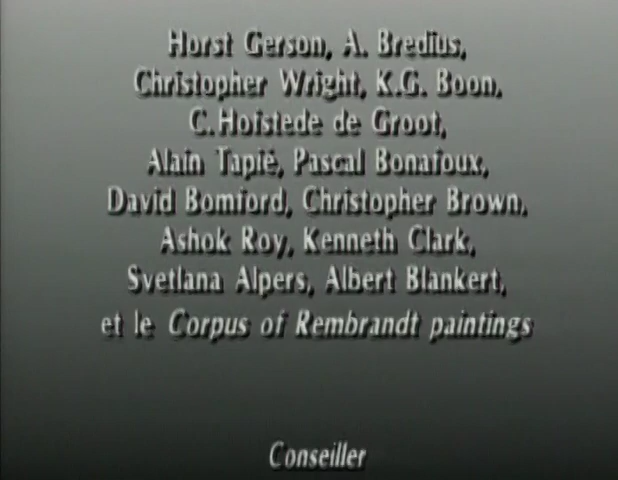 Horst Gerson, A. Bredius,
Christopher Wright, K.G. Boon,
C.Hofstede de Groot,
Alain Tapié, Pascal Bonafoux,
David Bomford, Christopher Brown,
Ashok Roy, Kenneth Clark,
Svetlana Alpers, Albert Blankert,
et le Corpus of Rembrandt paintings
Conseiller